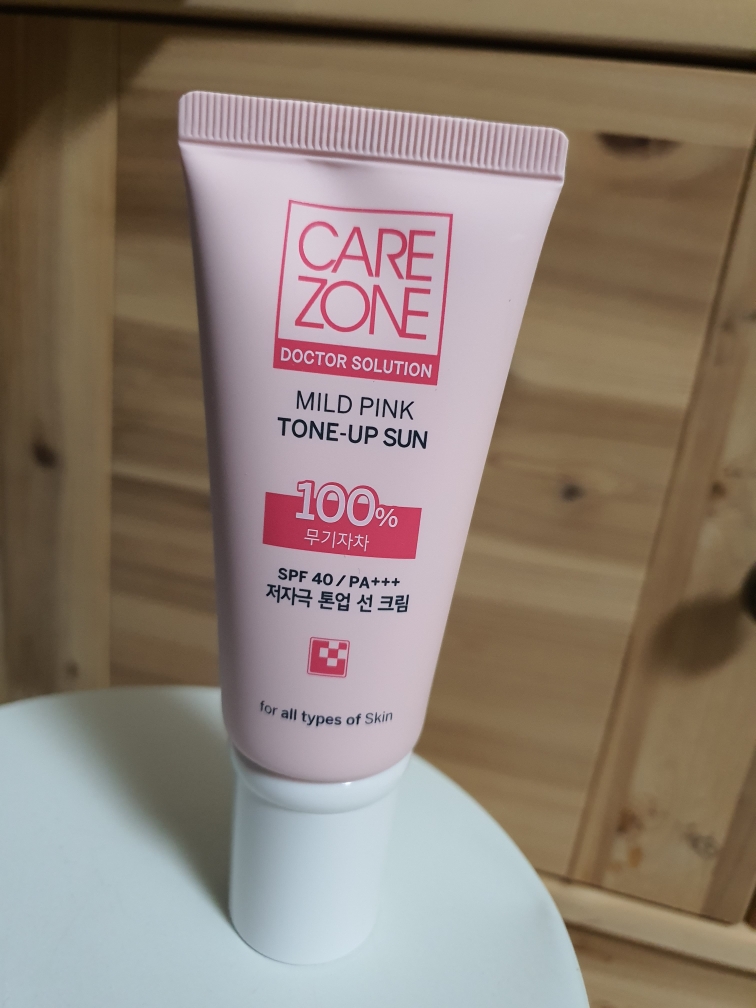 CARE
ZONE
DOCTOR SOLUTION
MILD PINK
TONE-UP SUN
100%
무기자차
SPF 40 / PA+++
저자극 톤업 선 크림
for all types of Skin